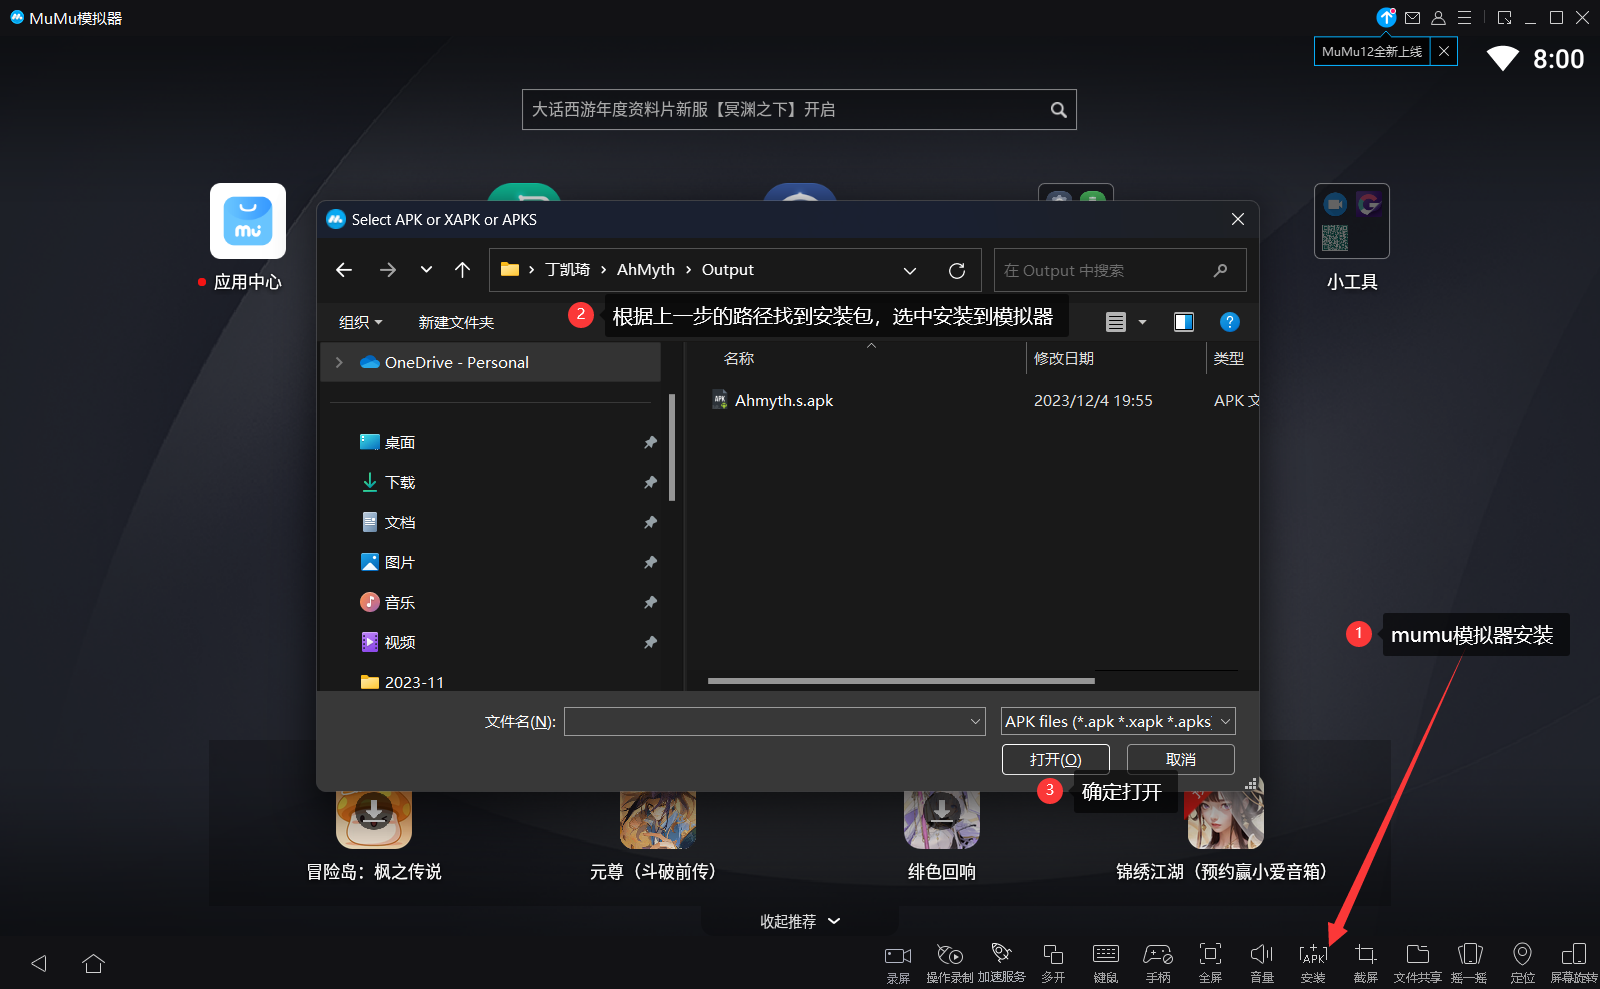 MuMu模拟器
MuMu12全新上线
8:00
大话西游年度资料片新服【冥渊之下】开启
mu
应用中心
小工具
Select APK or XAPK or APKS
丁凯琦 › AhMyth › Output
在 Output 中搜索
组织
新建文件夹
2
根据上一步的路径找到安装包，选中安装到模拟器
OneDrive - Personal
名称
修改日期
类型
Ahmyth.s.apk
2023/12/4 19:55
APK 文
桌面
下载
文档
图片
音乐
视频
2023-11
1
mumu模拟器安装
文件名(N):
APK files (*.apk *.xapk *.apks)
打开(O)
取消
3
确定打开
冒险岛：枫之传说
元尊（斗破前传）
绯色回响
锦绣江湖（预约赢小爱音箱）
收起推荐
录屏
操作录制
加速服务
多开
键鼠
手柄
全屏
音量
APK
安装
截屏
文件共享
摇一摇
定位
屏幕旋转